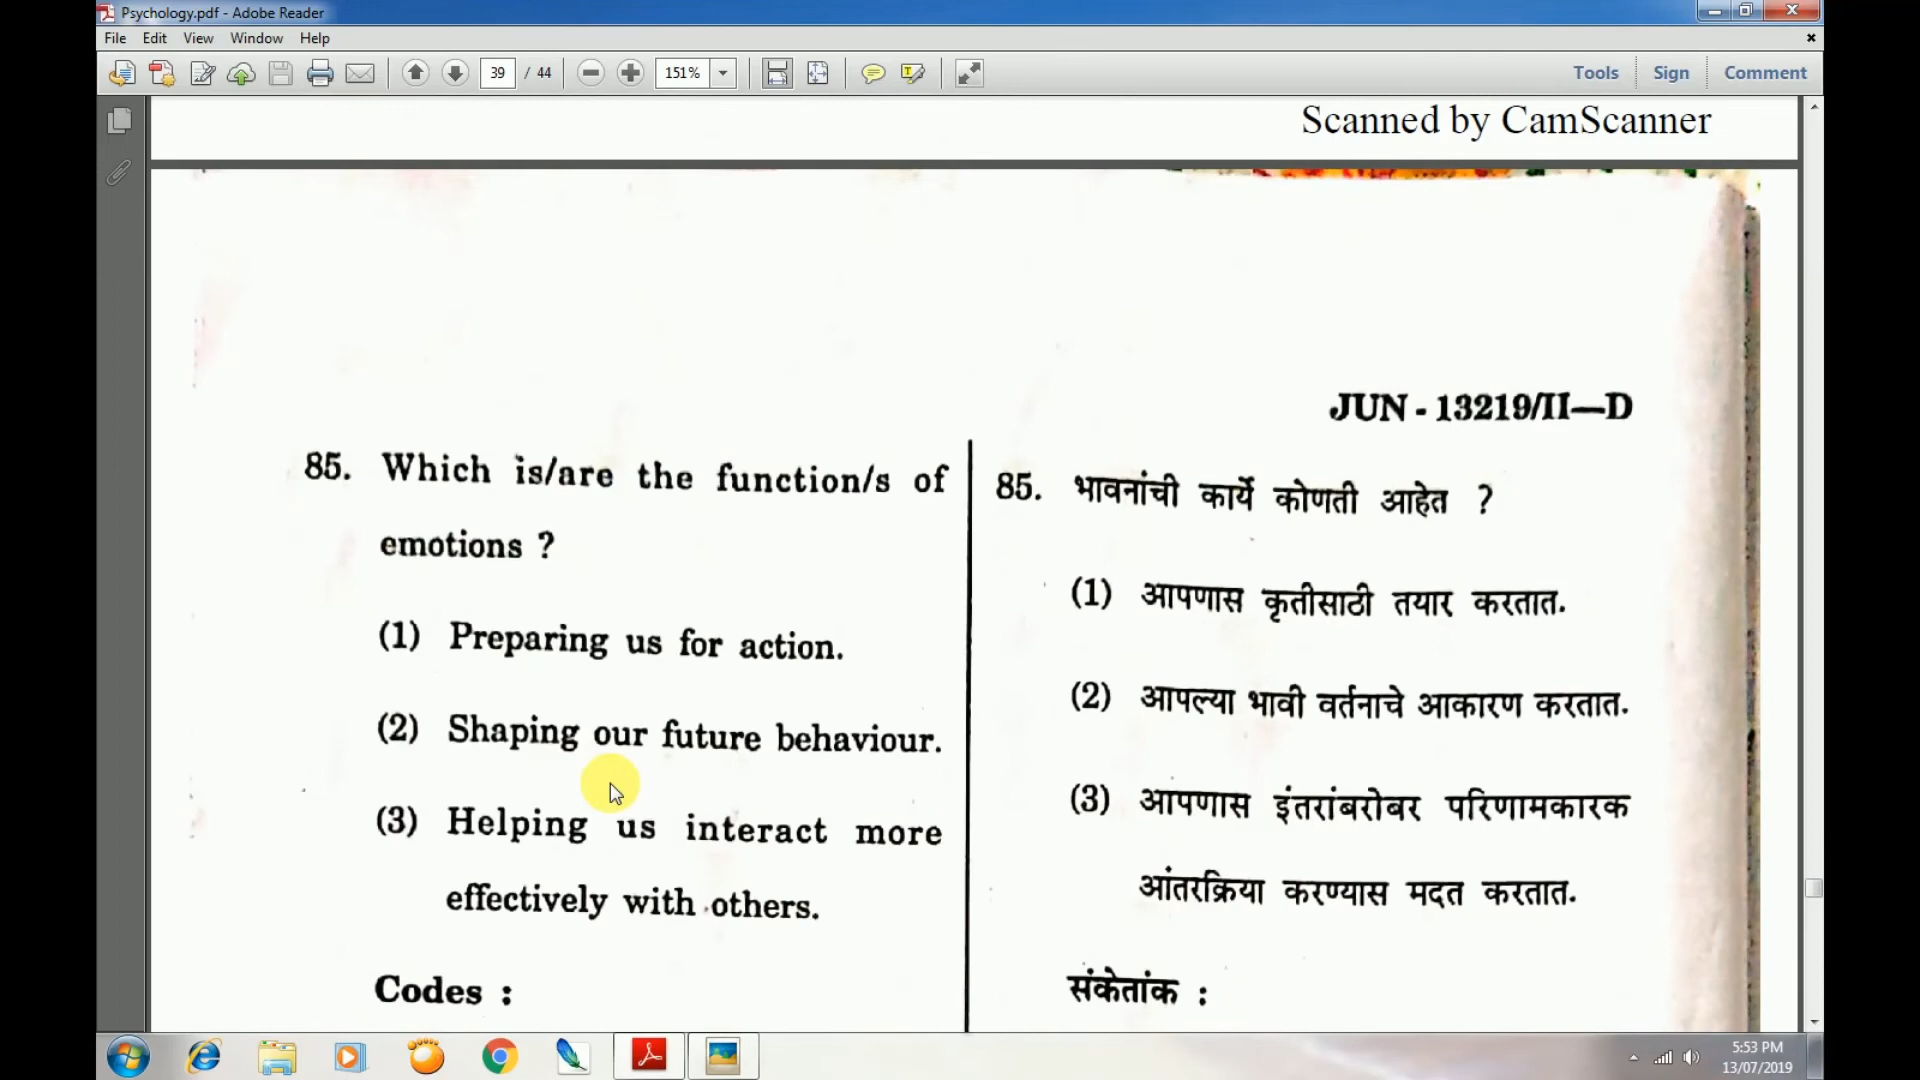 Psychology.pdf - Adobe Reader
File Edit View Window Help
39 / 44 151% Tools Sign Comment
Scanned by CamScanner
JUN - 13219/II—D
85. Which is/are the function/s of
emotions ?
(1) Preparing us for action.
(2) Shaping our future behaviour.
(3) Helping us interact more
effectively with others.
Codes :
85. भावनांची कार्ये कोणती आहेत ?
(1) आपणास कृतीसाठी तयार करतात.
(2) आपल्या भावी वर्तनाचे आकारण करतात.
(3) आपणास इंतरांबरोबर परिणामकारक
आंतरक्रिया करण्यास मदत करतात.
संकेतांक :
5:53 PM
13/07/2019